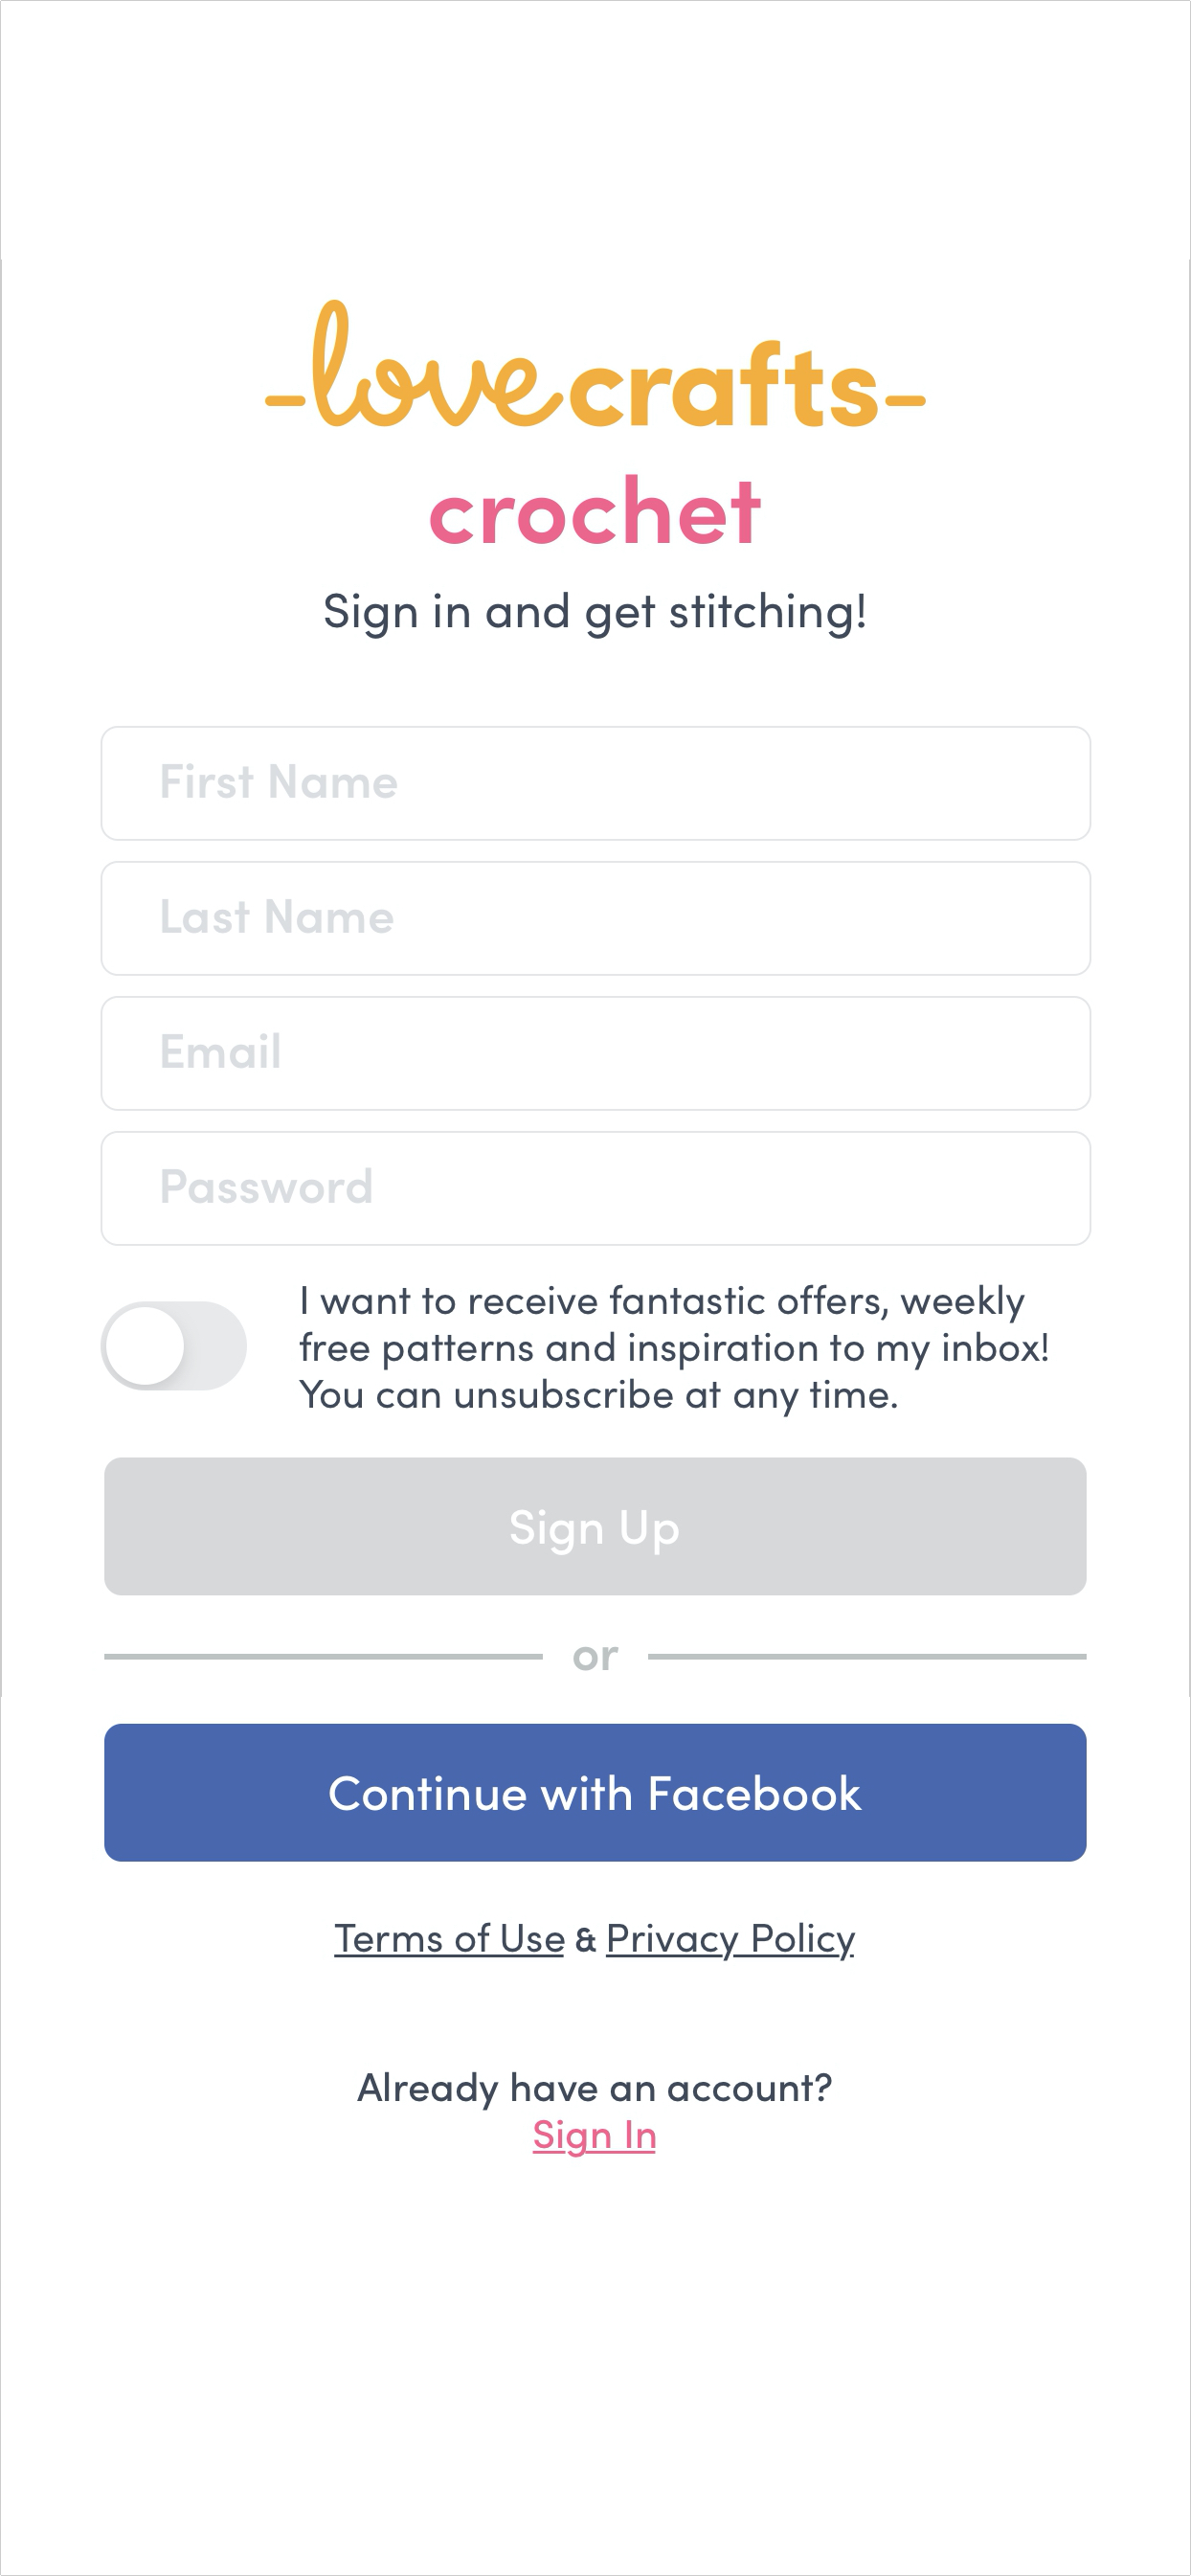 -love crafts-
crochet
Sign in and get stitching!
First Name
Last Name
Email
Password
I want to receive fantastic offers, weekly
free patterns and inspiration to my inbox!
You can unsubscribe at any time.
Sign Up
or
Continue with Facebook
Terms of Use & Privacy Policy
Already have an account?
Sign In